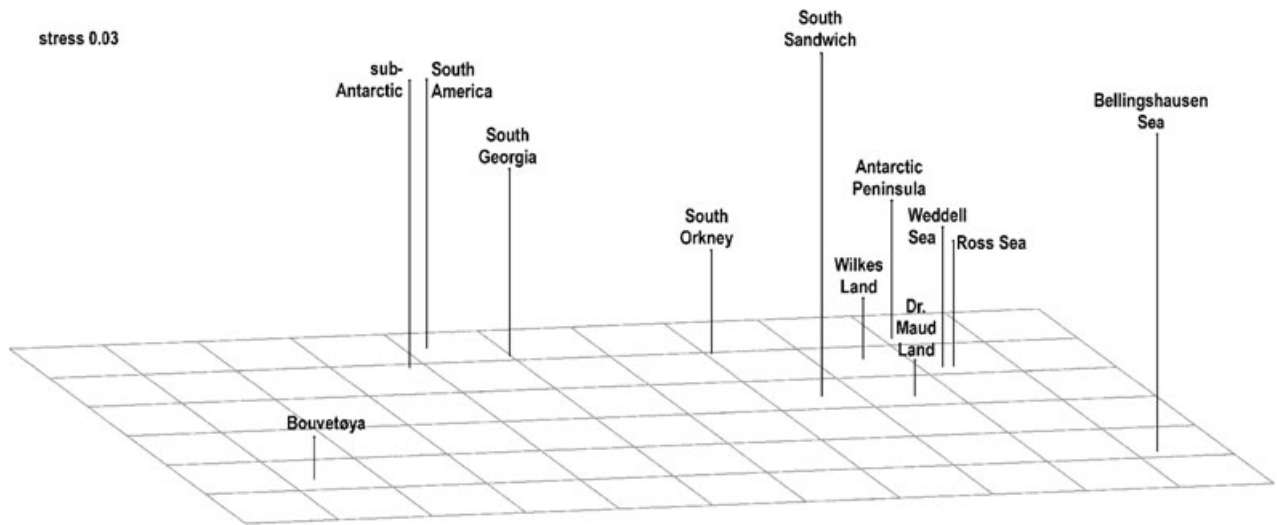 stress 0.03
South
Sandwich
sub-
Antarctic
South
America
Bellingshausen
Sea
South
Georgia
Antarctic
Peninsula
South
Orkney
Weddell
Sea
Ross Sea
Wilkes
Land
Dr.
Maud
Land
Bouvetøya